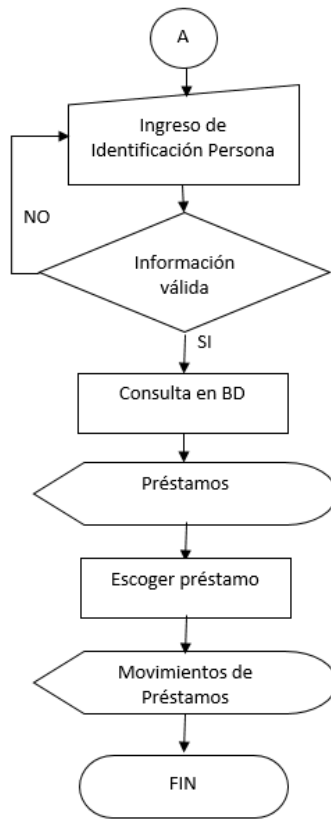 A
Ingreso de
Identificación Persona
NO
Información
válida
SI
Consulta en BD
Préstamos
Escoger préstamo
Movimientos de
Préstamos
FIN